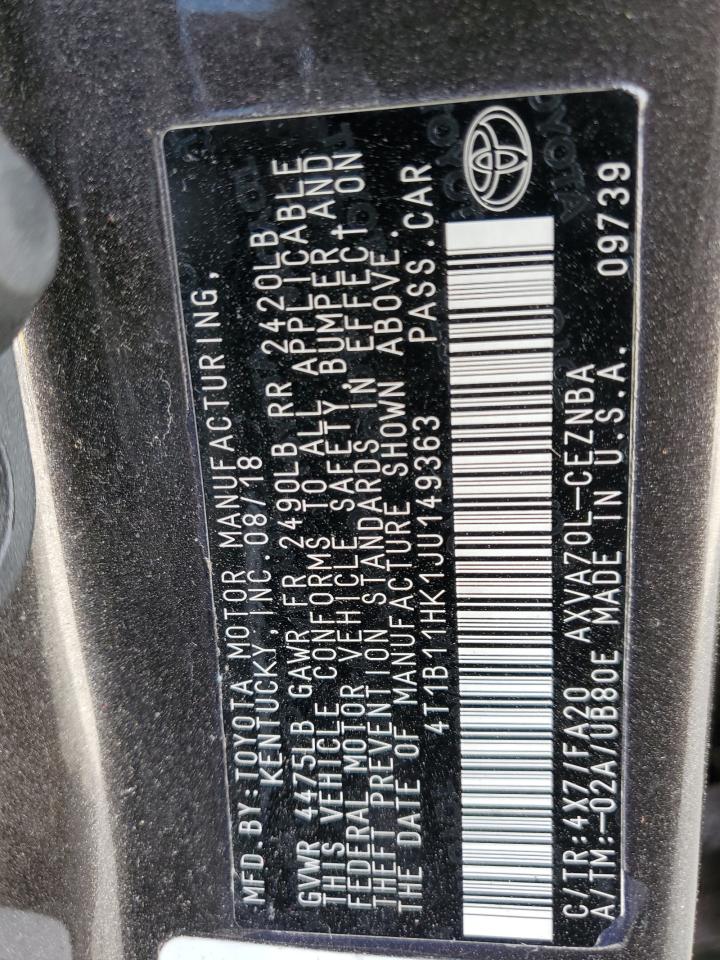 MFD.BY:TOYOTA MOTOR MANUFACTURING,
KENTUCKY,INC.08/18
GVWR 4475LB GAWR FR 2490LB RR 2420LB
THIS VEHICLE CONFORMS TO ALL APPLICABLE
FEDERAL MOTOR VEHICLE SAFETY,BUMPER,AND
THEFT PREVENTION STANDARDS IN EFFECT ON
THE DATE OF MANUFACTURE SHOWN ABOVE.
4T1B11HK1JU149363 PASS.CAR
C/TR:4X7/FA20 AXVA70L-CEZNBA
A/TM:-02A/UB80E MADE IN U.S.A. 09739